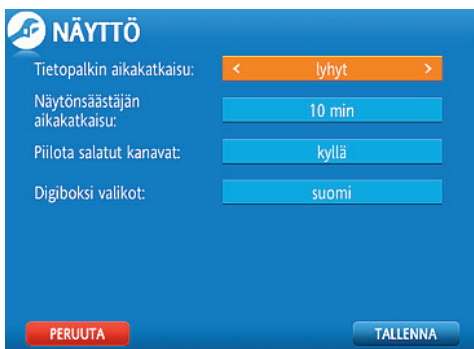 NÄYTTÖ
Tietopalkin aikakatkaisu: < lyhyt >
Näytönsäästäjän
aikakatkaisu: 10 min
Piilota salatut kanavat: kyllä
Digiboksi valikot: suomi
PERUUTA TALLENNA